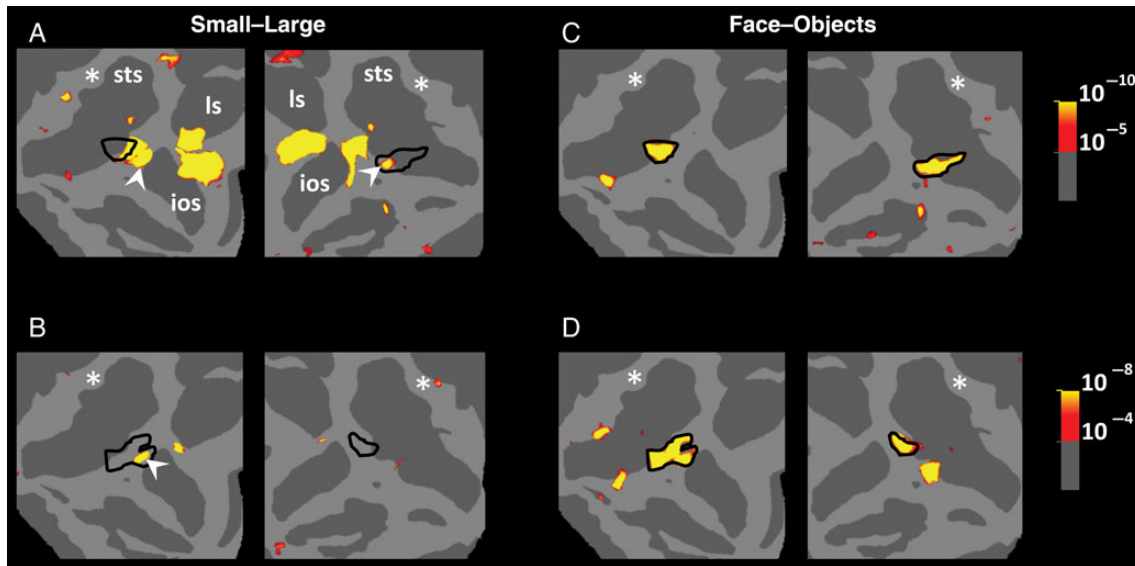 Small–Large
Face–Objects
A
sts
*
ls
ios
sts
*
ls
ios
C
*
*
10 –10
10 –5
B
*
*
D
*
*
10 –8
10 –4